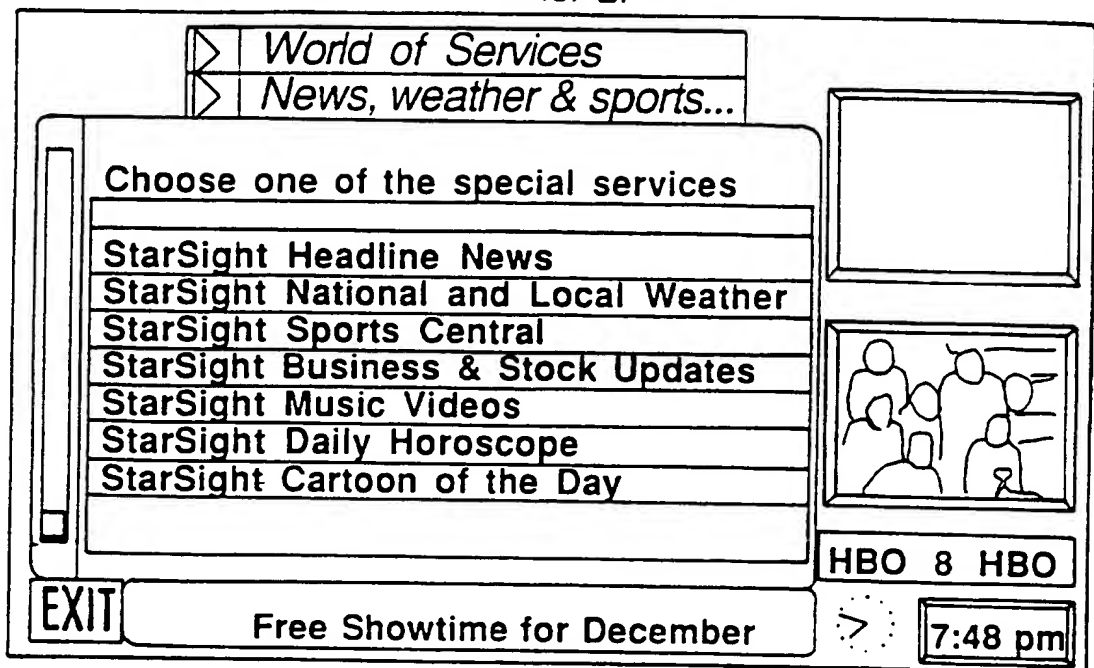 World of Services
News, weather & sports...
Choose one of the special services
StarSight Headline News
StarSight National and Local Weather
StarSight Sports Central
StarSight Business & Stock Updates
StarSight Music Videos
StarSight Daily Horoscope
StarSight Cartoon of the Day
HBO 8 HBO
EXIT
Free Showtime for December
7:48 pm